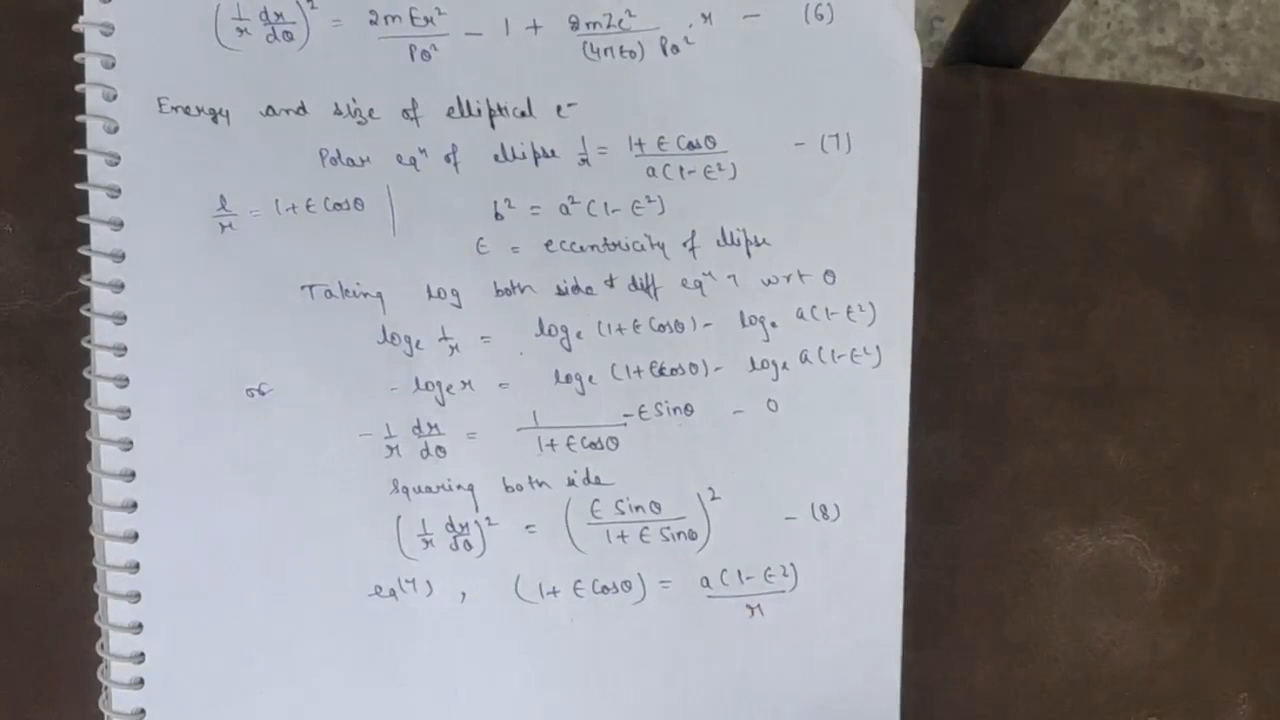 (1/r dr/dθ)² = 2mEr²/Pθ² - 1 + 2mZe²/(4πε0) Pθ² . r - (6)
Energy and size of elliptical e-
Polar eqⁿ of ellipse 1/r = 1+ ε Cosθ / a(1-ε²) - (7)
l/r = 1+ε Cosθ | b² = a² (1- ε²)
ε = eccentricity of ellipse
Taking log both side & diff eqⁿ 7 wrt θ
loge 1/r = loge (1+ε Cosθ) - loge a(1-ε²)
or - loge r = loge (1+εcosθ) - loge a(1-ε²)
- 1/r dr/dθ = 1/1+ εCosθ -ε Sinθ - 0
Squaring both side
(1/r dr/dθ)² = (ε Sinθ / 1+ ε Sinθ)² - (8)
eq(7) , (1+ ε Cosθ) = a(1-ε²)/r